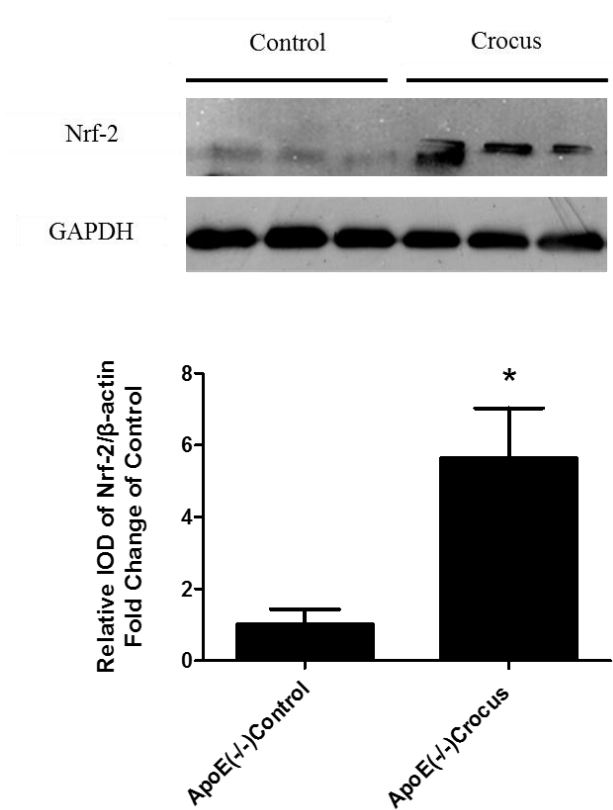 Control Crocus
Nrf-2
GAPDH
Relative IOD of Nrf-2/β-actin
Fold Change of Control
8
6
4
2
0
*
ApoE(-/-)Control
ApoE(-/-)Crocus